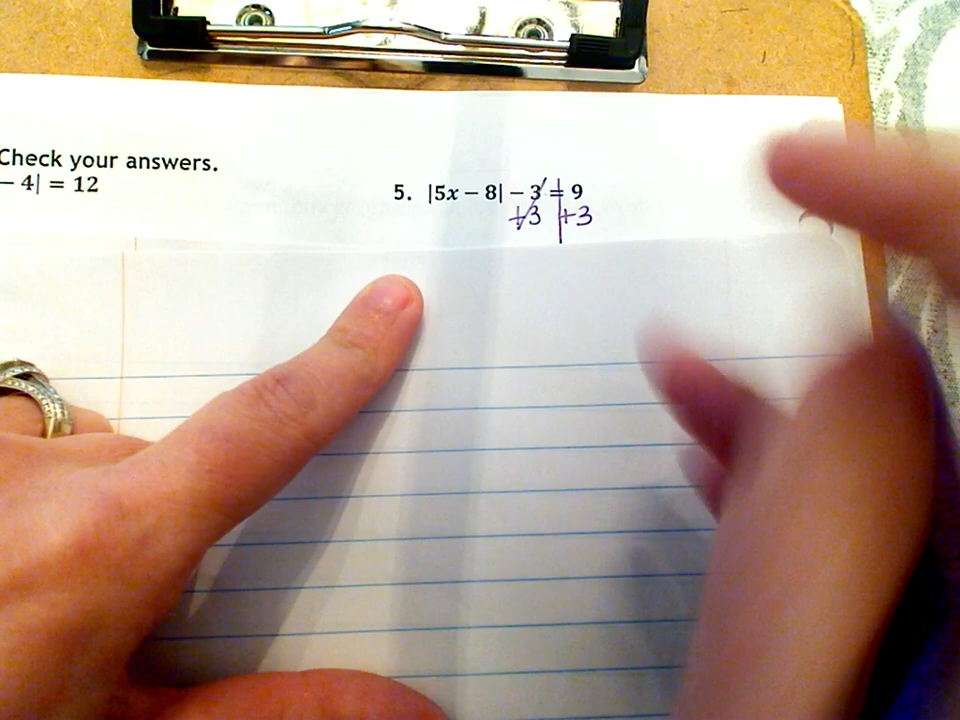 Check your answers.
− 4| = 12
5. |5x − 8| − 3 = 9
+3 +3